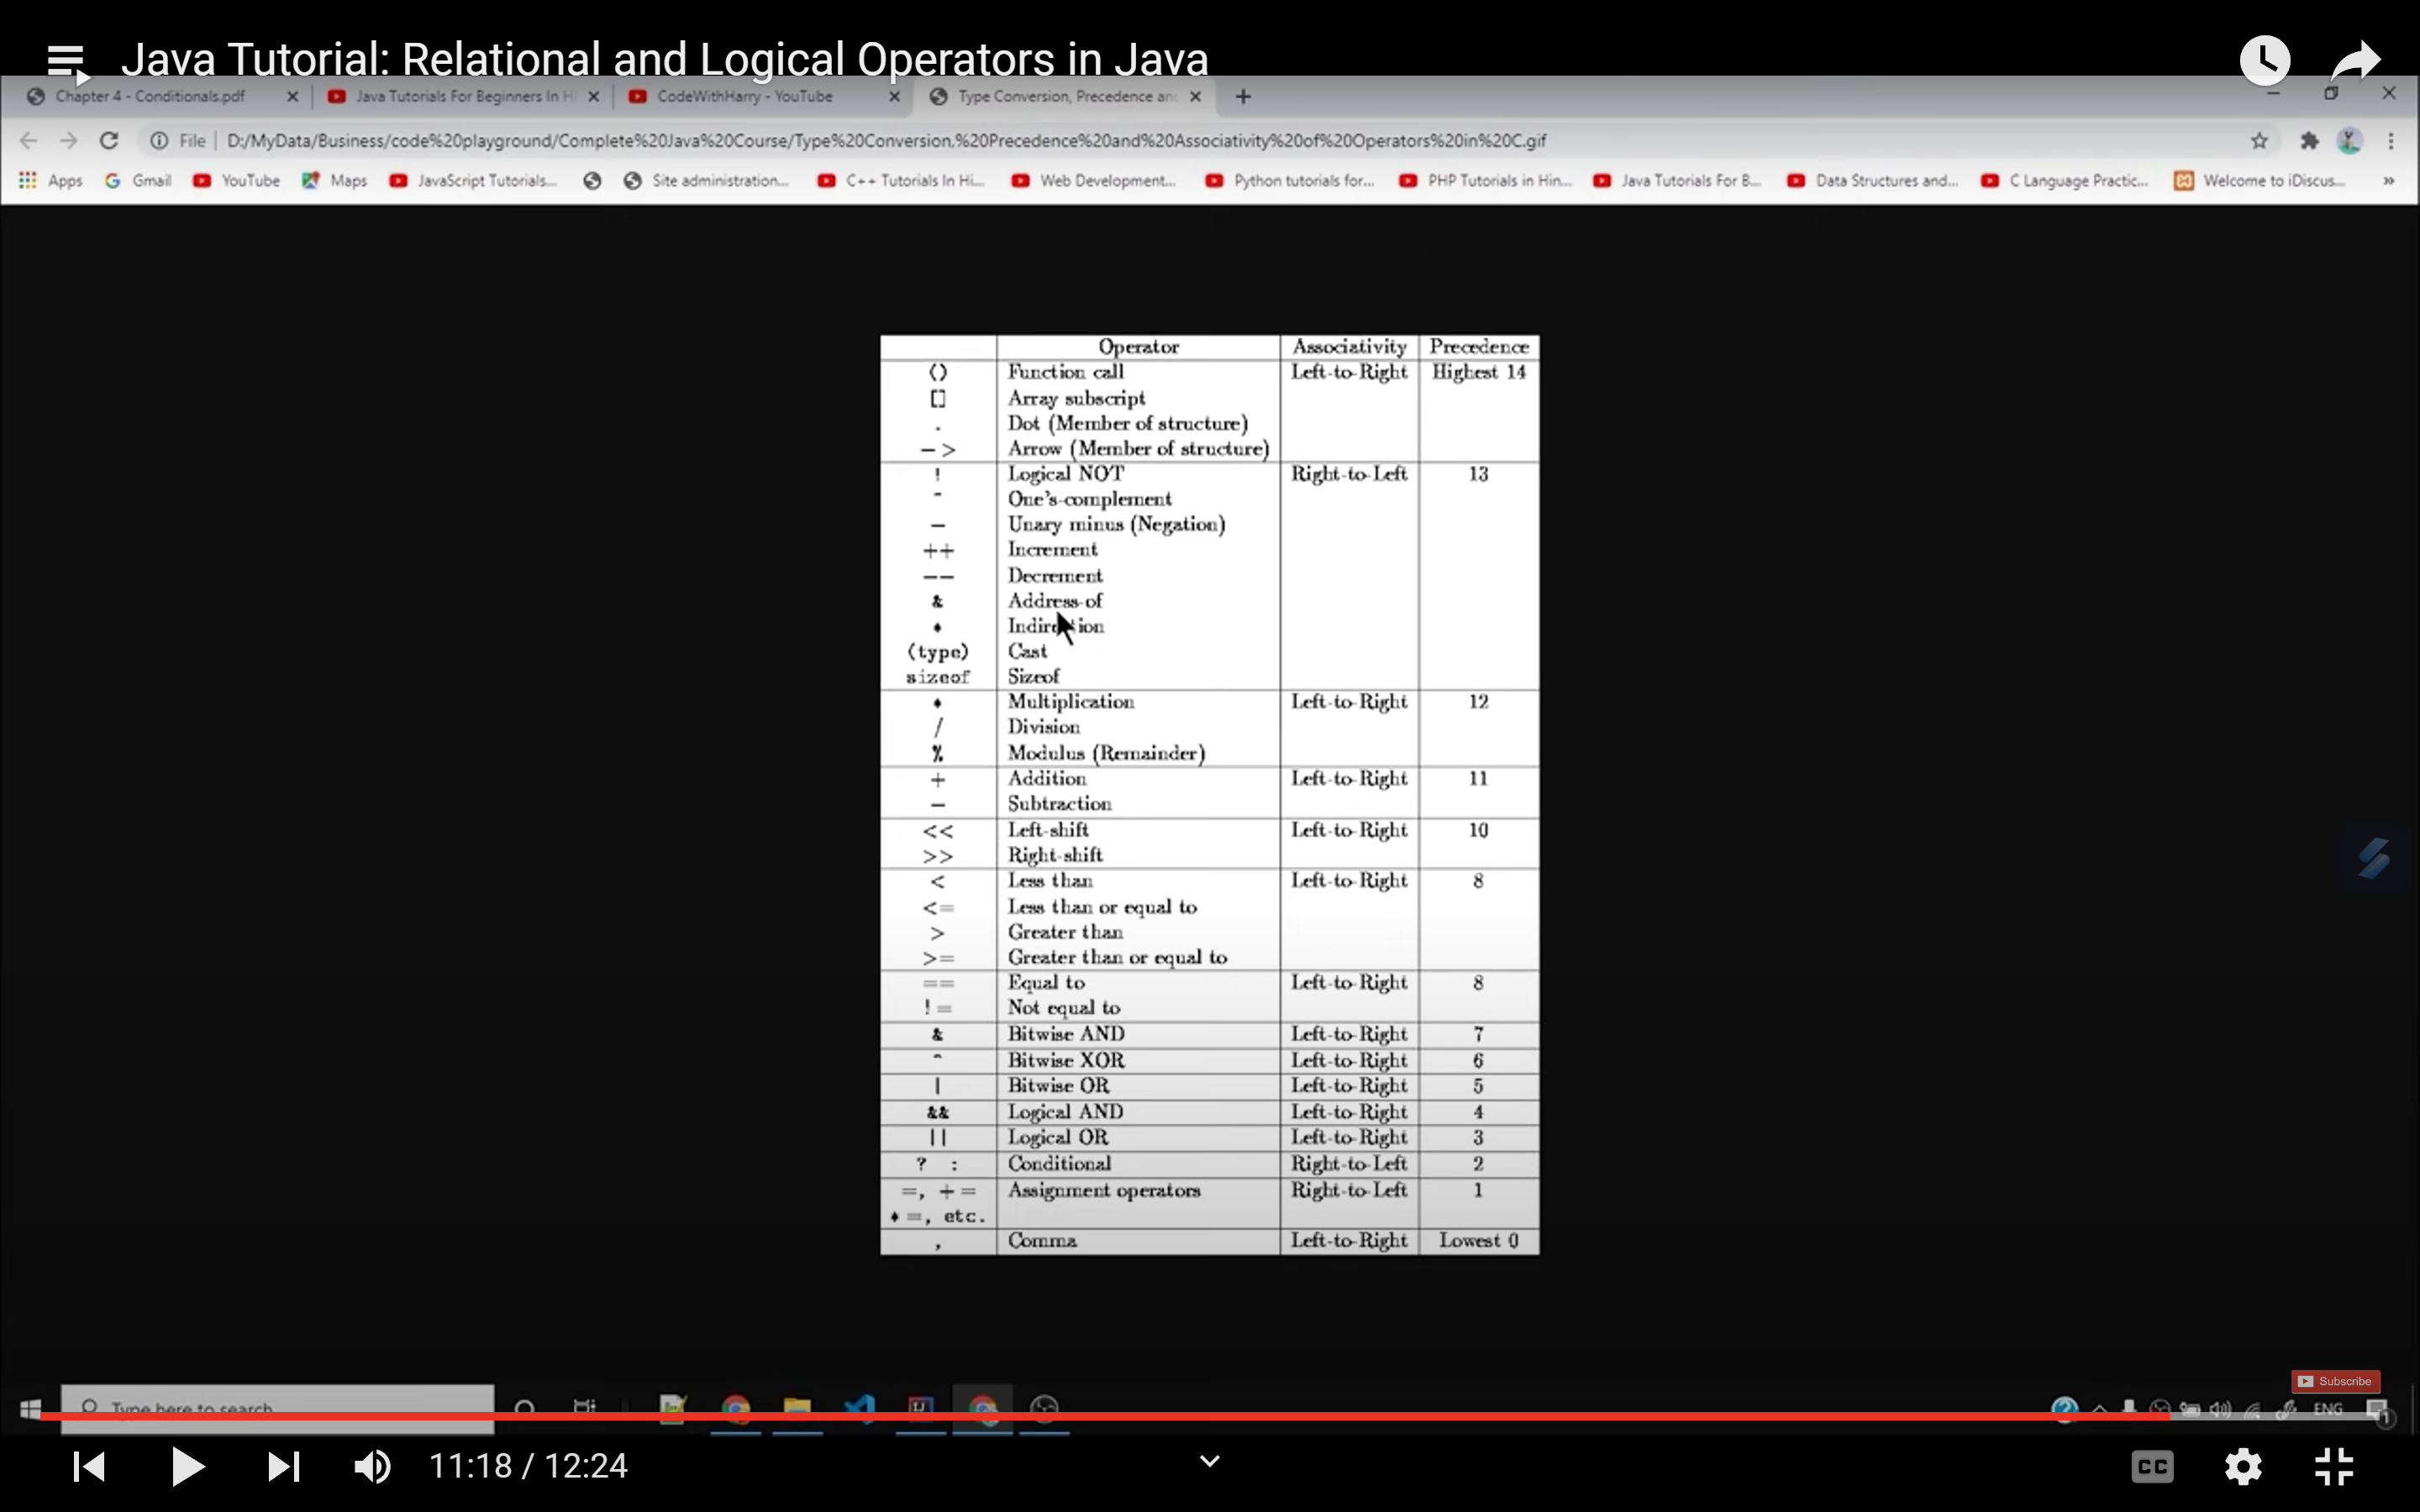 Java Tutorial: Relational and Logical Operators in Java
Chapter 4 - Conditionals.pdf
Java Tutorials For Beginners In Hi
CodeWithHarry - YouTube
Type Conversion, Precedence and
File D:/MyData/Business/code%20playground/Complete%20Java%20Course/Type%20Conversion,%20Precedence%20and%20Associativity%20of%20Operators%20in%20C.gif
Apps Gmail YouTube Maps JavaScript Tutorials... Site administration... C++ Tutorials In Hi... Web Development... Python tutorials for... PHP Tutorials in Hin... Java Tutorials For B... Data Structures and... C Language Practic... Welcome to iDiscus... »
Operator Associativity Precedence
() Function call Left-to-Right Highest 14
[] Array subscript
. Dot (Member of structure)
-> Arrow (Member of structure)
! Logical NOT Right-to-Left 13
~ One's-complement
- Unary minus (Negation)
++ Increment
-- Decrement
& Address-of
* Indirection
(type) Cast
sizeof Sizeof
* Multiplication Left-to-Right 12
/ Division
% Modulus (Remainder)
+ Addition Left-to-Right 11
- Subtraction
<< Left-shift Left-to-Right 10
>> Right-shift
< Less than Left-to-Right 8
<= Less than or equal to
> Greater than
>= Greater than or equal to
== Equal to Left-to-Right 8
!= Not equal to
& Bitwise AND Left-to-Right 7
^ Bitwise XOR Left-to-Right 6
| Bitwise OR Left-to-Right 5
&& Logical AND Left-to-Right 4
|| Logical OR Left-to-Right 3
? : Conditional Right-to-Left 2
=, += Assignment operators Right-to-Left 1
*=, etc.
, Comma Left-to-Right Lowest 0
Subscribe
Type here to search
ENG
11:18 / 12:24
CC